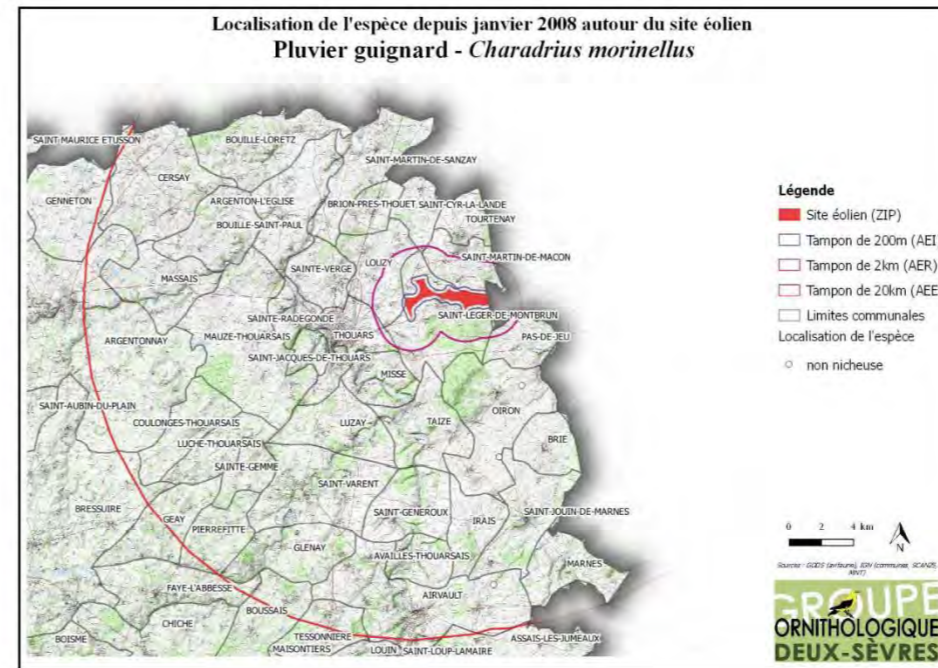 Localisation de l'espèce depuis janvier 2008 autour du site éolien
Pluvier guignard - Charadrius morinellus
SAINT-MAURICE ETUSSON
BOUILLE-LORETZ
SAINT-MARTIN-DE-SANZAY
CERSAY
GENNETON
ARGENTON-L'EGLISE
BRION-PRES-THOUET
SAINT-CYR-LA-LANDE
TOURTENAY
BOUILLE-SAINT-PAUL
SAINT-MARTIN-DE-MACON
SAINTE-VERGE
LOUZY
MASSAIS
SAINTE-RADEGONDE
SAINT-LEGER-DE-MONTBRUN
ARGENTONNAY
MAUZE-THOUARSAIS
THOUARS
PAS-DE-JEU
SAINT-JACQUES-DE-THOUARS
MISSE
SAINT-AUBIN-DU-PLAIN
OIRON
COULONGES-THOUARSAIS
LUZAY
TAIZE
LUCHE-THOUARSAIS
BRIE
SAINTE-GEMME
SAINT-VARENT
BRESSUIRE
SAINT-GENEROUX
SAINT-JOUIN-DE-MARNES
GEAY
IRAIS
PIERREFITTE
GLENAY
AVAILLES-THOUARSAIS
MARNES
FAYE-L'ABBESSE
AIRVAULT
BOUSSAIS
CHICHE
BOISME
TESSONNIERE
ASSAIS-LES-JUMEAUX
MAISONTIERS
LOUIN
SAINT-LOUP-LAMAIRE
Légende
Site éolien (ZIP)
Tampon de 200m (AEI
Tampon de 2km (AER)
Tampon de 20km (AEE
Limites communales
Localisation de l'espèce
non nicheuse
0 2 4 km
N
GROUPE
ORNITHOLOGIQUE
DEUX-SÈVRES